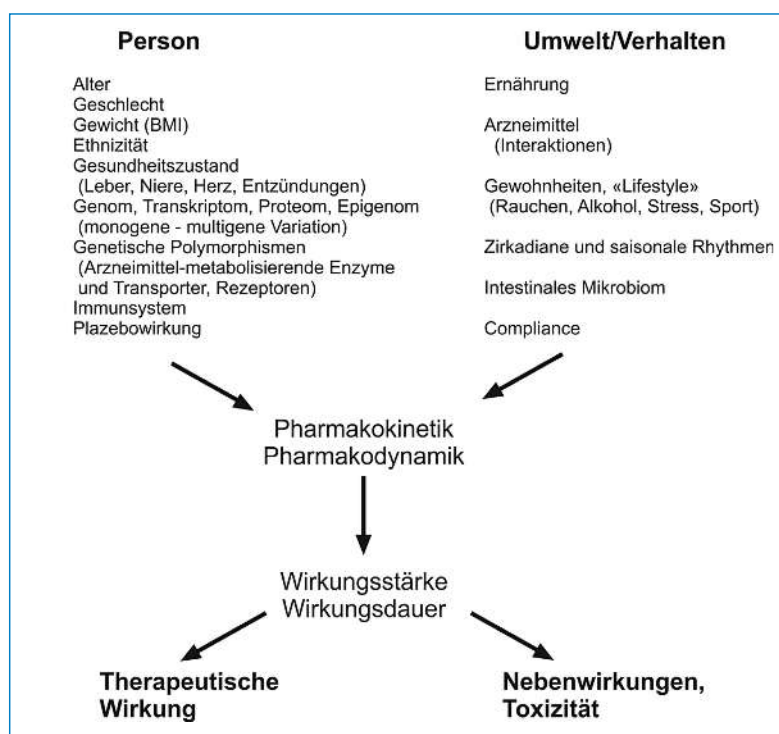 Person
Alter
Geschlecht
Gewicht (BMI)
Ethnizität
Gesundheitszustand
(Leber, Niere, Herz, Entzündungen)
Genom, Transkriptom, Proteom, Epigenom
(monogene - multigene Variation)
Genetische Polymorphismen
(Arzneimittel-metabolisierende Enzyme
und Transporter, Rezeptoren)
Immunsystem
Plazebowirkung
Umwelt/Verhalten
Ernährung
Arzneimittel
(Interaktionen)
Gewohnheiten, «Lifestyle»
(Rauchen, Alkohol, Stress, Sport)
Zirkadiane und saisonale Rhythmen
Intestinales Mikrobiom
Compliance
Pharmakokinetik
Pharmakodynamik
Wirkungsstärke
Wirkungsdauer
Therapeutische
Wirkung
Nebenwirkungen,
Toxizität